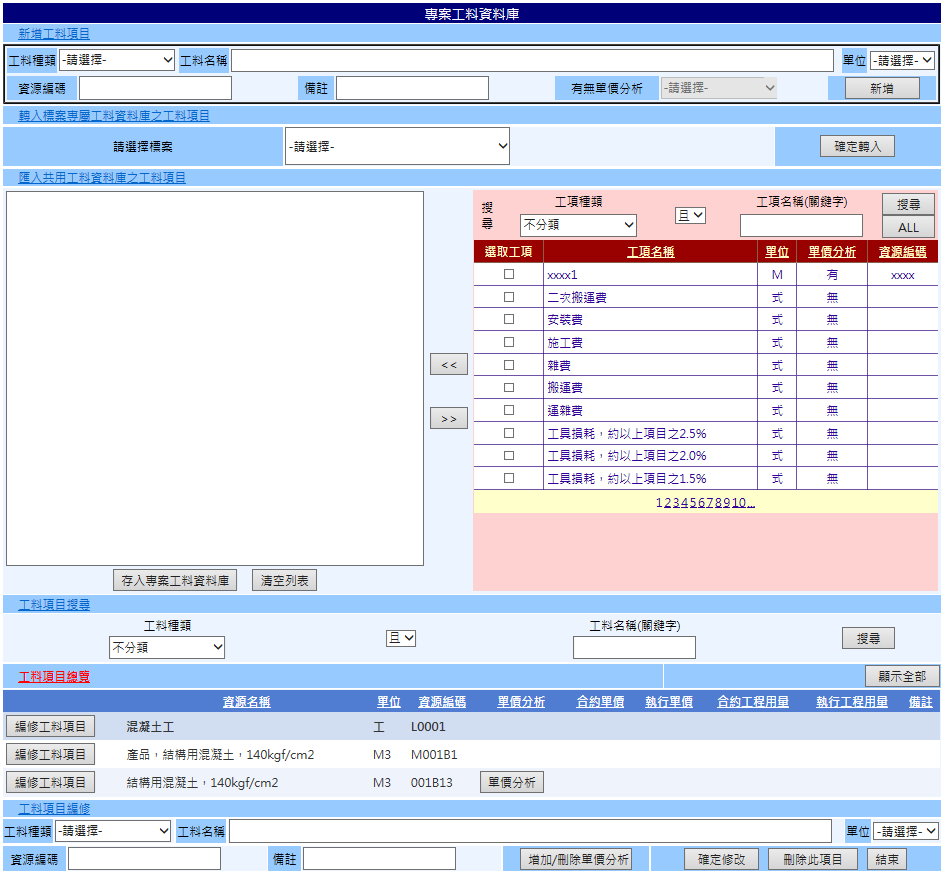 專案工料資料庫
新增工料項目
工料種類 -請選擇- 工料名稱 單位 -請選擇-
資源編碼 備註 有無單價分析 -請選擇- 新增
轉入標案專屬工料資料庫之工料項目
請選擇標案 -請選擇- 確定轉入
匯入共用工料資料庫之工料項目
搜尋 工項種類 不分類 且 工項名稱(關鍵字) 搜尋
ALL
選取工項 工項名稱 單位 單價分析 資源編碼
xxxx1 M 有 xxxx
二次搬運費 式 無
安裝費 式 無
施工費 式 無
雜費 式 無
搬運費 式 無
運雜費 式 無
工具損耗，約以上項目之2.5% 式 無
工具損耗，約以上項目之2.0% 式 無
工具損耗，約以上項目之1.5% 式 無
12345678910...
<<
>>
存入專案工料資料庫 清空列表
工料項目搜尋
工料種類 不分類 且 工料名稱(關鍵字) 搜尋
工料項目總覽 顯示全部
資源名稱 單位 資源編碼 單價分析 合約單價 執行單價 合約工程用量 執行工程用量 備註
編修工料項目 混凝土工 工 L0001
編修工料項目 產品，結構用混凝土，140kgf/cm2 M3 M001B1
編修工料項目 結構用混凝土，140kgf/cm2 M3 001B13 單價分析
工料項目編修
工料種類 -請選擇- 工料名稱 單位 -請選擇-
資源編碼 備註 增加/刪除單價分析 確定修改 刪除此項目 結束